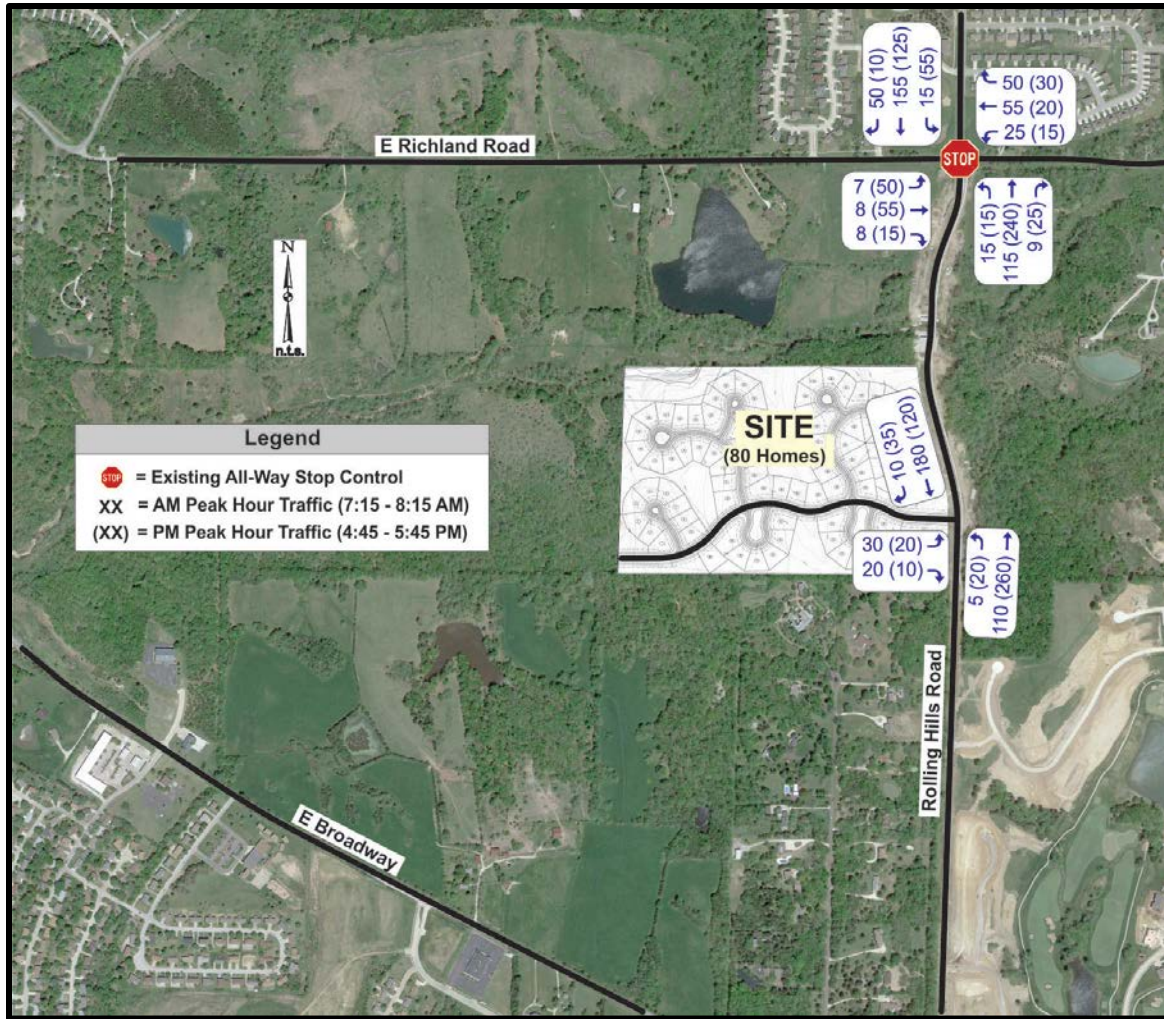 50 (10)
155 (125)
15 (55)
50 (30)
55 (20)
25 (15)
E Richland Road
STOP
7 (50)
8 (55)
8 (15)
15 (15)
115 (240)
9 (25)
N
n.t.s.
SITE
(80 Homes)
10 (35)
180 (120)
Legend
STOP = Existing All-Way Stop Control
XX = AM Peak Hour Traffic (7:15 - 8:15 AM)
(XX) = PM Peak Hour Traffic (4:45 - 5:45 PM)
30 (20)
20 (10)
5 (20)
110 (260)
Rolling Hills Road
E Broadway